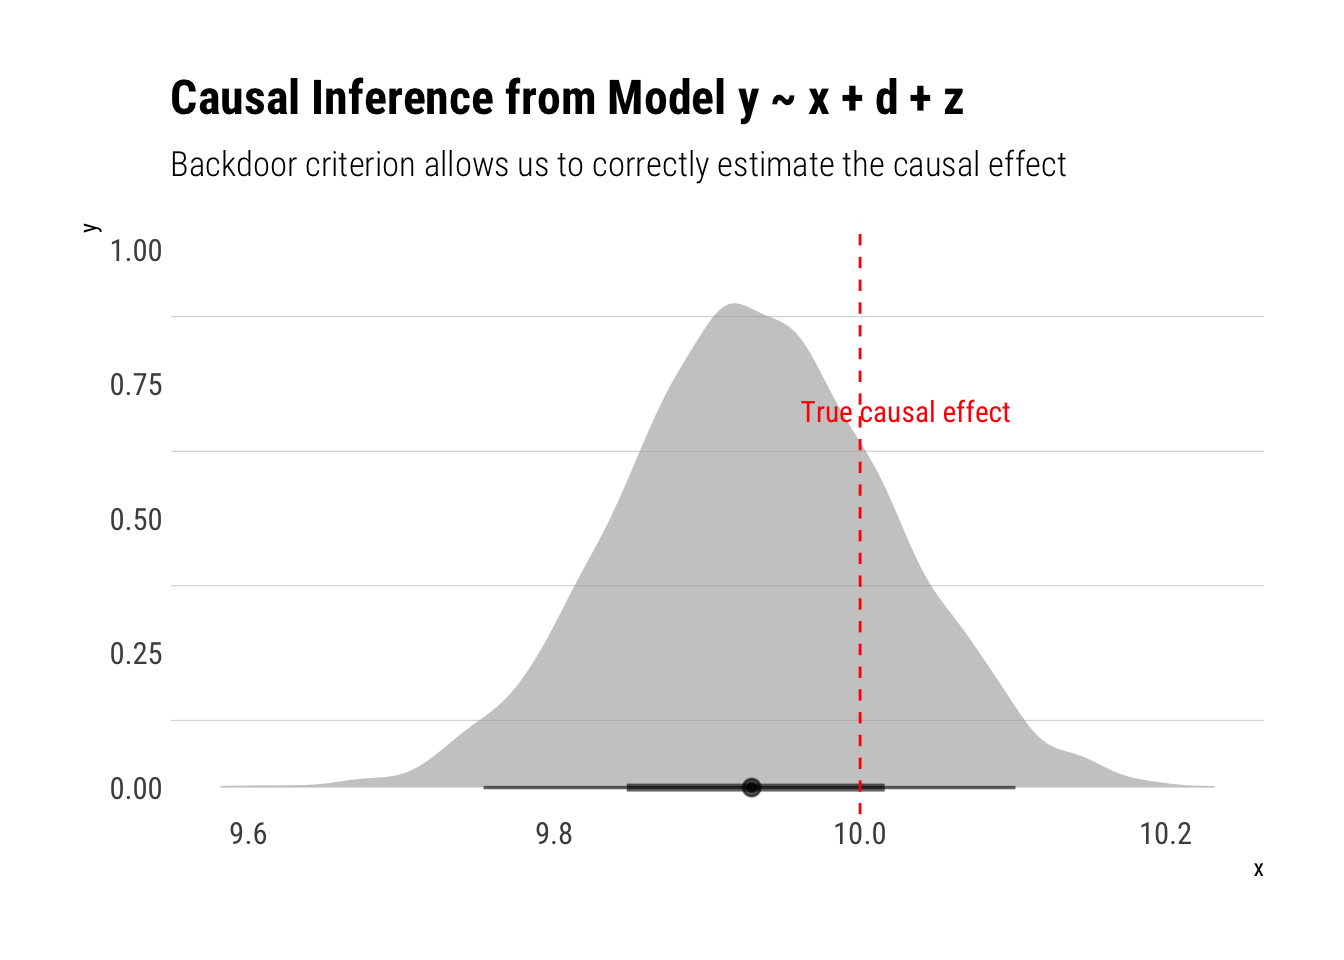 Causal Inference from Model y ~ x + d + z
Backdoor criterion allows us to correctly estimate the causal effect
y
1.00
0.75
True causal effect
0.50
0.25
0.00
9.6 9.8 10.0 10.2
x